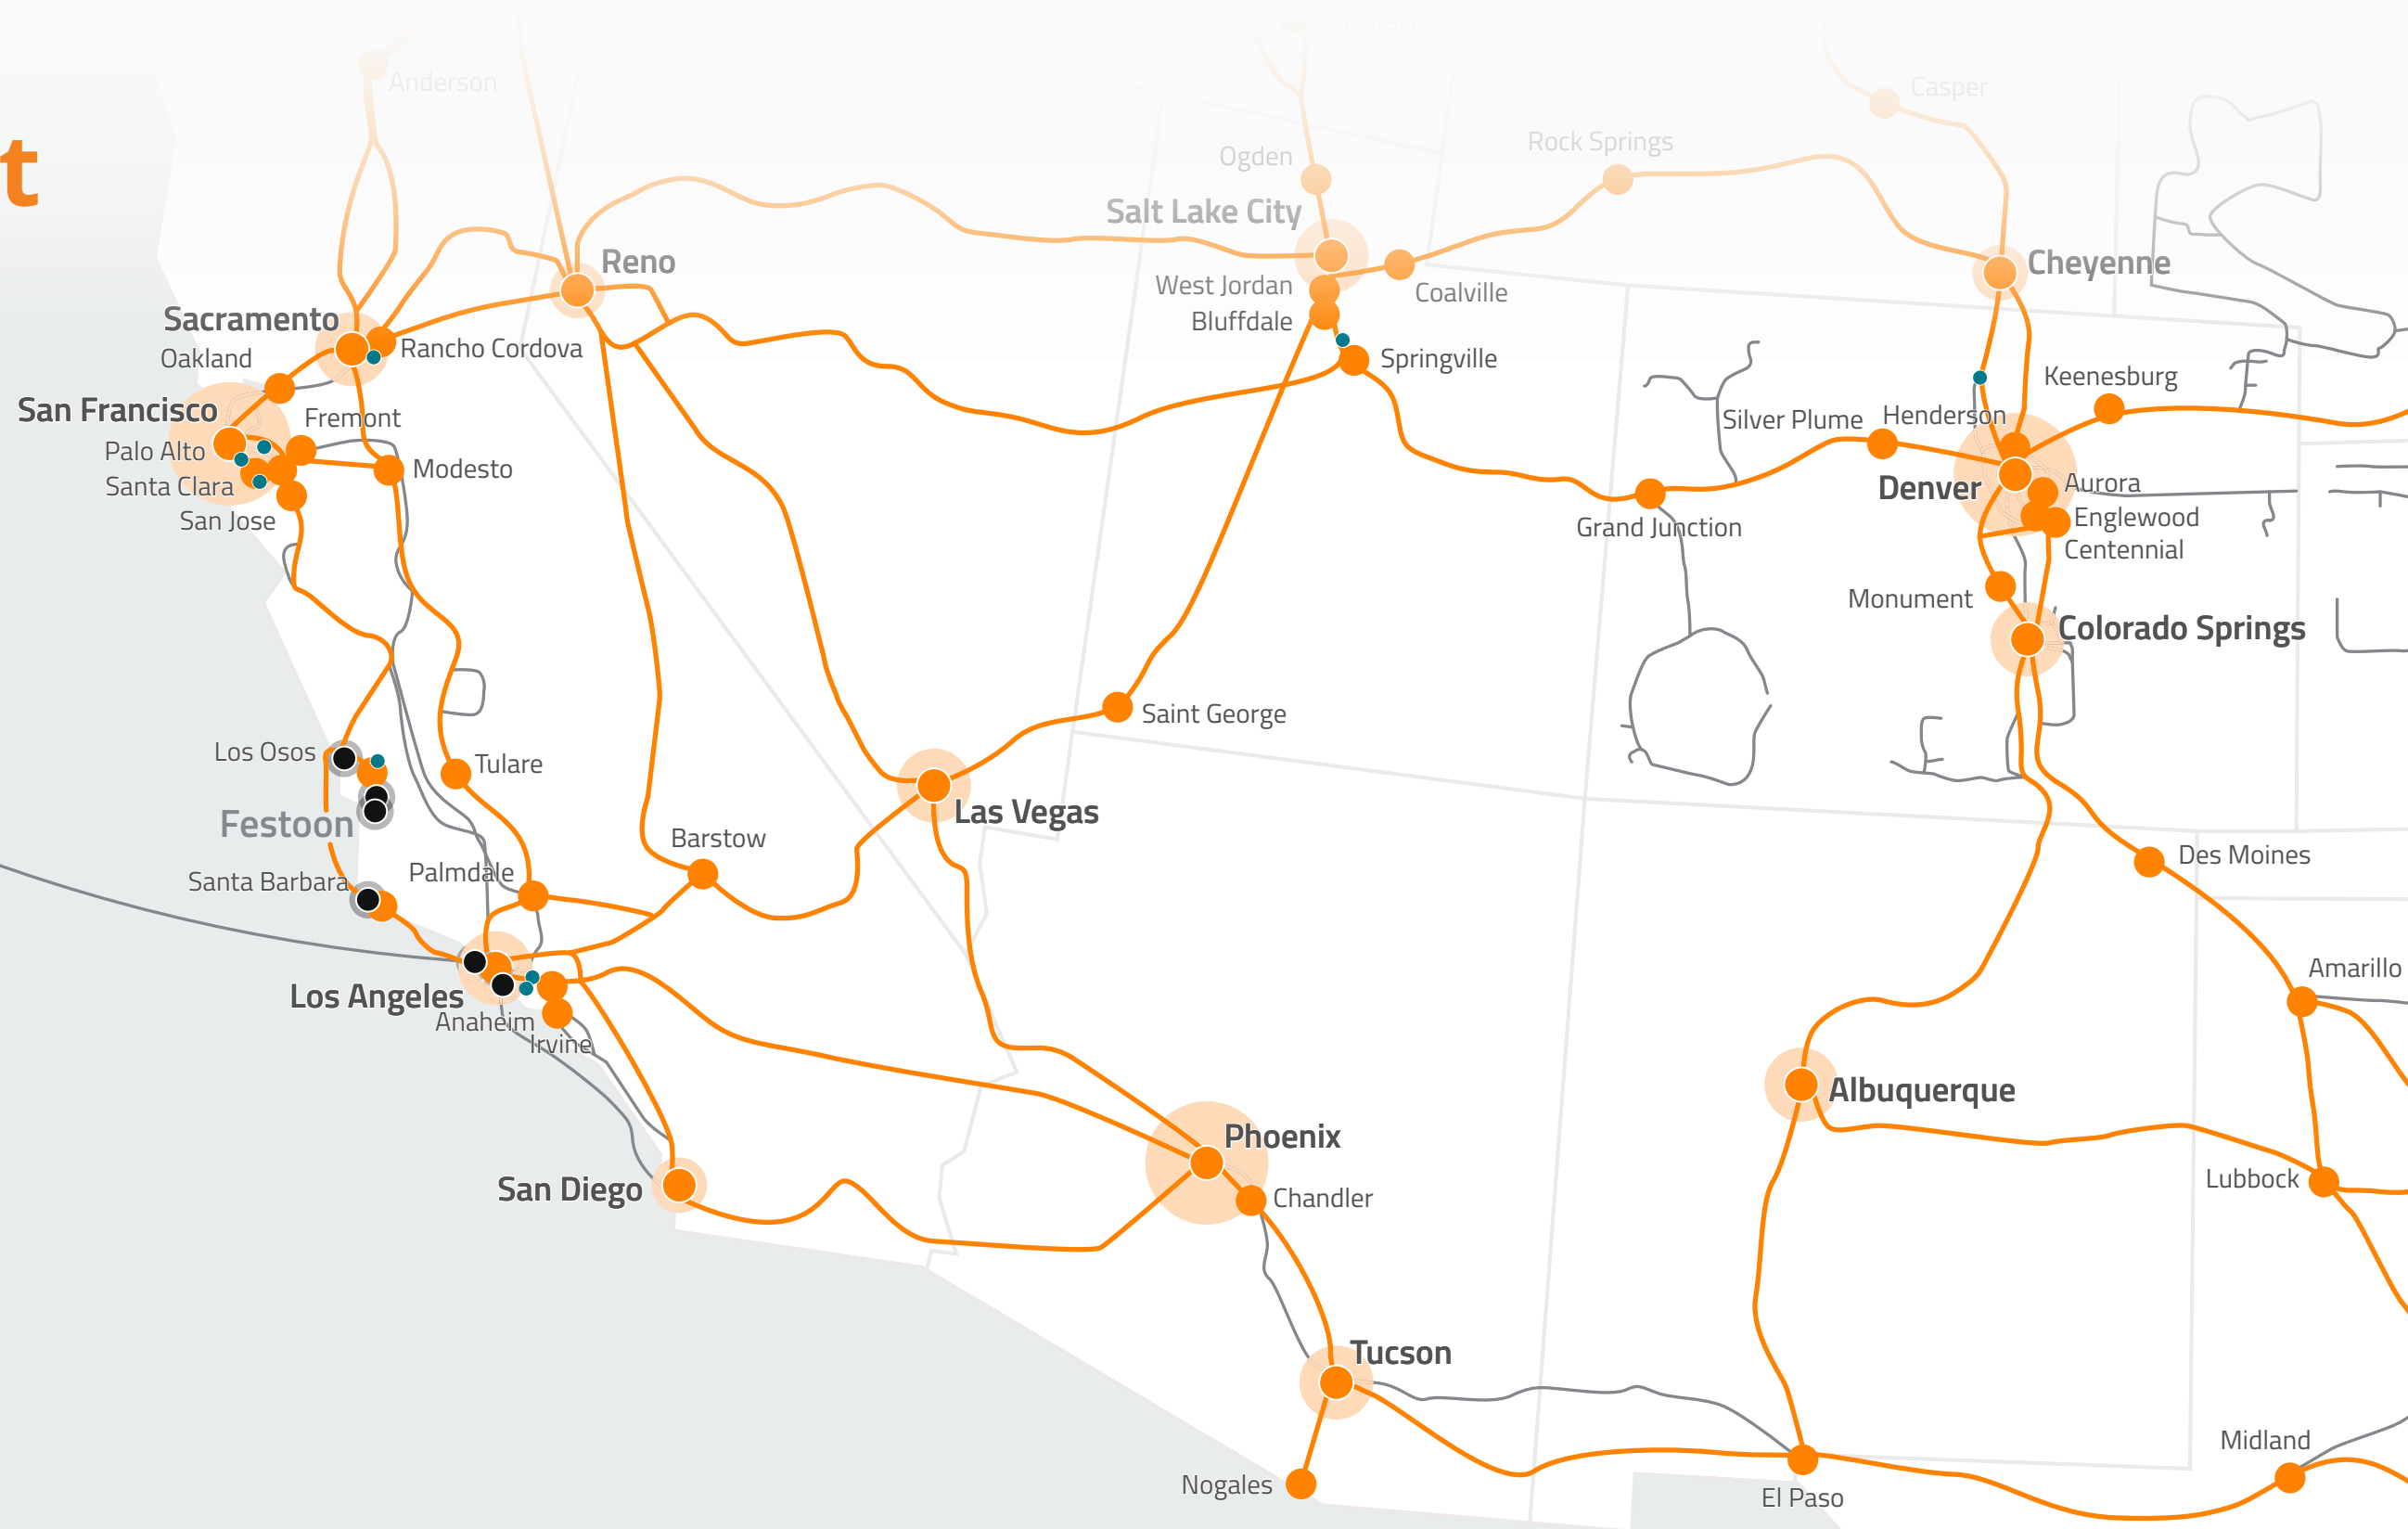 Pocatello
Anderson
Casper
t
Ogden
Rock Springs
Salt Lake City
Reno
Cheyenne
West Jordan
Coalville
Sacramento
Bluffdale
Oakland
Rancho Cordova
Springville
Keenesburg
San Francisco
Fremont
Silver Plume
Henderson
Palo Alto
Modesto
Santa Clara
Denver
Aurora
San Jose
Grand Junction
Englewood
Centennial
Monument
Colorado Springs
Saint George
Los Osos
Tulare
Las Vegas
Festoon
Barstow
Des Moines
Palmdale
Santa Barbara
Amarillo
Los Angeles
Anaheim
Irvine
Albuquerque
Phoenix
Lubbock
San Diego
Chandler
Tucson
Midland
Nogales
El Paso